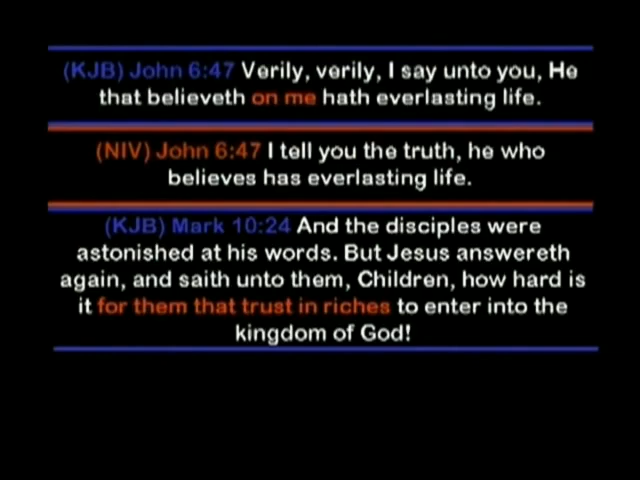 (KJB) John 6:47 Verily, verily, I say unto you, He
that believeth on me hath everlasting life.
(NIV) John 6:47 I tell you the truth, he who
believes has everlasting life.
(KJB) Mark 10:24 And the disciples were
astonished at his words. But Jesus answereth
again, and saith unto them, Children, how hard is
it for them that trust in riches to enter into the
kingdom of God!